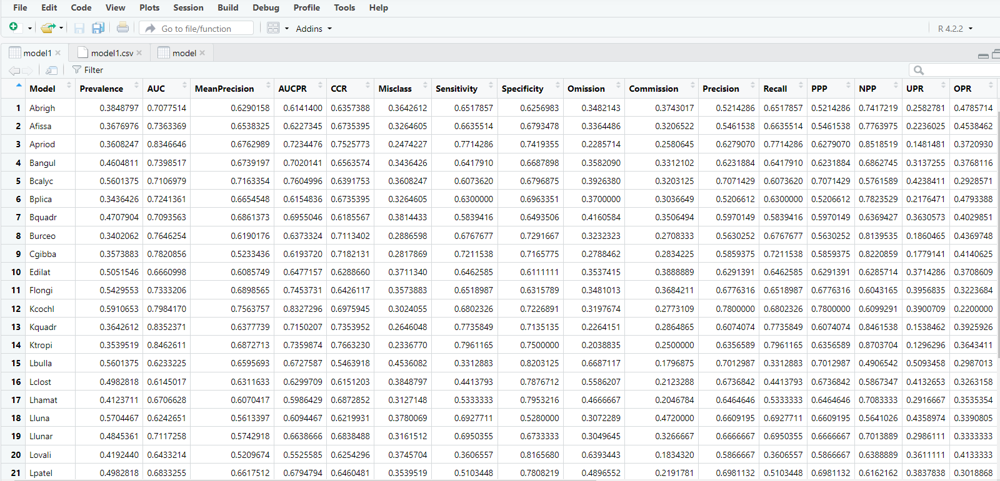 File Edit Code View Plots Session Build Debug Profile Tools Help
Go to file/function Addins R 4.2.2
model1 model1.csv model
Filter
Model Prevalence AUC MeanPrecision AUCPR CCR Misclass Sensitivity Specificity Omission Commission Precision Recall PPP NPP UPR OPR
1 Abrigh 0.3848797 0.7077514 0.6290158 0.6141400 0.6357388 0.3642612 0.6517857 0.6256983 0.3482143 0.3743017 0.5214286 0.6517857 0.5214286 0.7417219 0.2582781 0.4785714
2 Afissa 0.3676976 0.7363369 0.6538325 0.6227345 0.6735395 0.3264605 0.6635514 0.6793478 0.3364486 0.3206522 0.5461538 0.6635514 0.5461538 0.7763975 0.2236025 0.4538462
3 Apriod 0.3608247 0.8346646 0.6762989 0.7234476 0.7525773 0.2474227 0.7714286 0.7419355 0.2285714 0.2580645 0.6279070 0.7714286 0.6279070 0.8518519 0.1481481 0.3720930
4 Bangul 0.4604811 0.7398517 0.6739197 0.7020141 0.6563574 0.3436426 0.6417910 0.6687898 0.3582090 0.3312102 0.6231884 0.6417910 0.6231884 0.6862745 0.3137255 0.3768116
5 Bcalyc 0.5601375 0.7106979 0.7163354 0.7604996 0.6391753 0.3608247 0.6073620 0.6796875 0.3926380 0.3203125 0.7071429 0.6073620 0.7071429 0.5761589 0.4238411 0.2928571
6 Bplica 0.3436426 0.7241361 0.6654548 0.6154836 0.6735395 0.3264605 0.6300000 0.6963351 0.3700000 0.3036649 0.5206612 0.6300000 0.5206612 0.7823529 0.2176471 0.4793388
7 Bquadr 0.4707904 0.7093563 0.6861373 0.6955046 0.6185567 0.3814433 0.5839416 0.6493506 0.4160584 0.3506494 0.5970149 0.5839416 0.5970149 0.6369427 0.3630573 0.4029851
8 Burceo 0.3402062 0.7646254 0.6190176 0.6373324 0.7113402 0.2886598 0.6767677 0.7291667 0.3232323 0.2708333 0.5630252 0.6767677 0.5630252 0.8139535 0.1860465 0.4369748
9 Cgibba 0.3573883 0.7820856 0.5233436 0.6193720 0.7182131 0.2817869 0.7211538 0.7165775 0.2788462 0.2834225 0.5859375 0.7211538 0.5859375 0.8220859 0.1779141 0.4140625
10 Edilat 0.5051546 0.6660998 0.6085749 0.6477157 0.6288660 0.3711340 0.6462585 0.6111111 0.3537415 0.3888889 0.6291391 0.6462585 0.6291391 0.6285714 0.3714286 0.3708609
11 Flongi 0.5429553 0.7333206 0.6898565 0.7453731 0.6426117 0.3573883 0.6518987 0.6315789 0.3481013 0.3684211 0.6776316 0.6518987 0.6776316 0.6043165 0.3956835 0.3223684
12 Kcochl 0.5910653 0.7984170 0.7563757 0.8327296 0.6975945 0.3024055 0.6802326 0.7226891 0.3197674 0.2773109 0.7800000 0.6802326 0.7800000 0.6099291 0.3900709 0.2200000
13 Kquadr 0.3642612 0.8352371 0.6377739 0.7150207 0.7353952 0.2646048 0.7735849 0.7135135 0.2264151 0.2864865 0.6074074 0.7735849 0.6074074 0.8461538 0.1538462 0.3925926
14 Ktropi 0.3539519 0.8462611 0.6872713 0.7359874 0.7663230 0.2336770 0.7961165 0.7500000 0.2038835 0.2500000 0.6356589 0.7961165 0.6356589 0.8703704 0.1296296 0.3643411
15 Lbulla 0.5601375 0.6233225 0.6595693 0.6727587 0.5463918 0.4536082 0.3312883 0.8203125 0.6687117 0.1796875 0.7012987 0.3312883 0.7012987 0.4906542 0.5093458 0.2987013
16 Lclost 0.4982818 0.6145017 0.6311633 0.6299709 0.6151203 0.3848797 0.4413793 0.7876712 0.5586207 0.2123288 0.6736842 0.4413793 0.6736842 0.5867347 0.4132653 0.3263158
17 Lhamat 0.4123711 0.6706628 0.6070417 0.5986429 0.6872852 0.3127148 0.5333333 0.7953216 0.4666667 0.2046784 0.6464646 0.5333333 0.6464646 0.7083333 0.2916667 0.3535354
18 Lluna 0.5704467 0.6242651 0.5613397 0.6094467 0.6219931 0.3780069 0.6927711 0.5280000 0.3072289 0.4720000 0.6609195 0.6927711 0.6609195 0.5641026 0.4358974 0.3390805
19 Llunar 0.4845361 0.7117258 0.5742918 0.6638666 0.6838488 0.3161512 0.6950355 0.6733333 0.3049645 0.3266667 0.6666667 0.6950355 0.6666667 0.7013889 0.2986111 0.3333333
20 Lovali 0.4192440 0.6433214 0.5209674 0.5525585 0.6254296 0.3745704 0.3606557 0.8165680 0.6393443 0.1834320 0.5866667 0.3606557 0.5866667 0.6388889 0.3611111 0.4133333
21 Lpatel 0.4982818 0.6833255 0.6617512 0.6794794 0.6460481 0.3539519 0.5103448 0.7808219 0.4896552 0.2191781 0.6981132 0.5103448 0.6981132 0.6162162 0.3837838 0.3018868